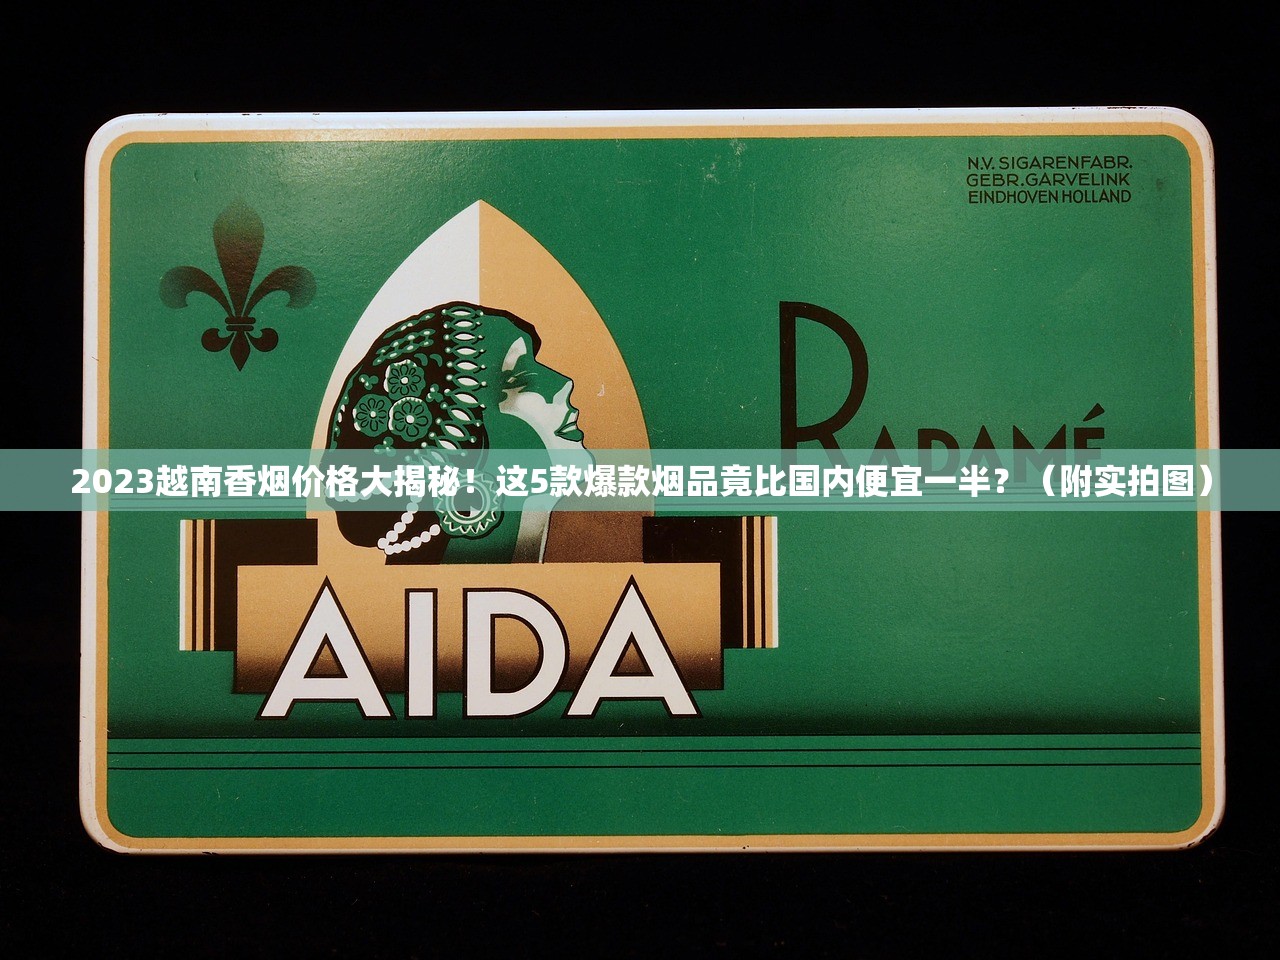 N.V. SIGARENFABR.
GEBR. GARVELINK
EINDHOVEN HOLLAND
RADAMÉ
2023越南香烟价格大揭秘！这5款爆款烟品竟比国内便宜一半？（附实拍图）
AIDA